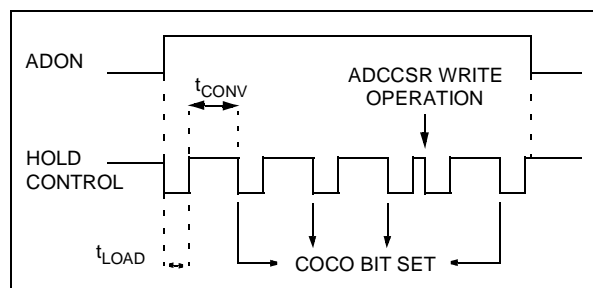 ADON
ADCCSR WRITE
OPERATION
tCONV
HOLD
CONTROL
tLOAD
COCO BIT SET